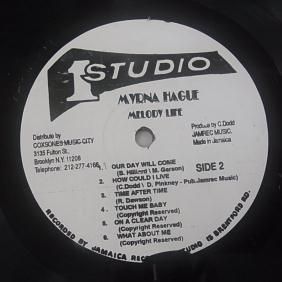 1 STUDIO
MYRNA HAGUE
MELODY LIFE
Distribute by
COXSONES MUSIC CITY
3135 Fulton St.,
Brooklyn N.Y. 11208
Telephone: 212-277-4166
Produce by C.Dodd
JAMREC MUSIC.
Made in Jamaica
SIDE 2
1. OUR DAY WILL COME
(B. Hilliard \ M. Garson)
2. HOW COULD I LIVE
(C.Dodd \ D. Pinkney - Pub.Jamrec Music)
3. TIME AFTER TIME
(R. Dewson)
4. TOUCH ME BABY
(Copyright Reserved)
5. ON A CLEAR DAY
(Copyright Reserved)
6. WHAT ABOUT ME
(Copyright Reserved)
RECORDED BY JAMAICA STUDIO 13 BRENTFORD RD.